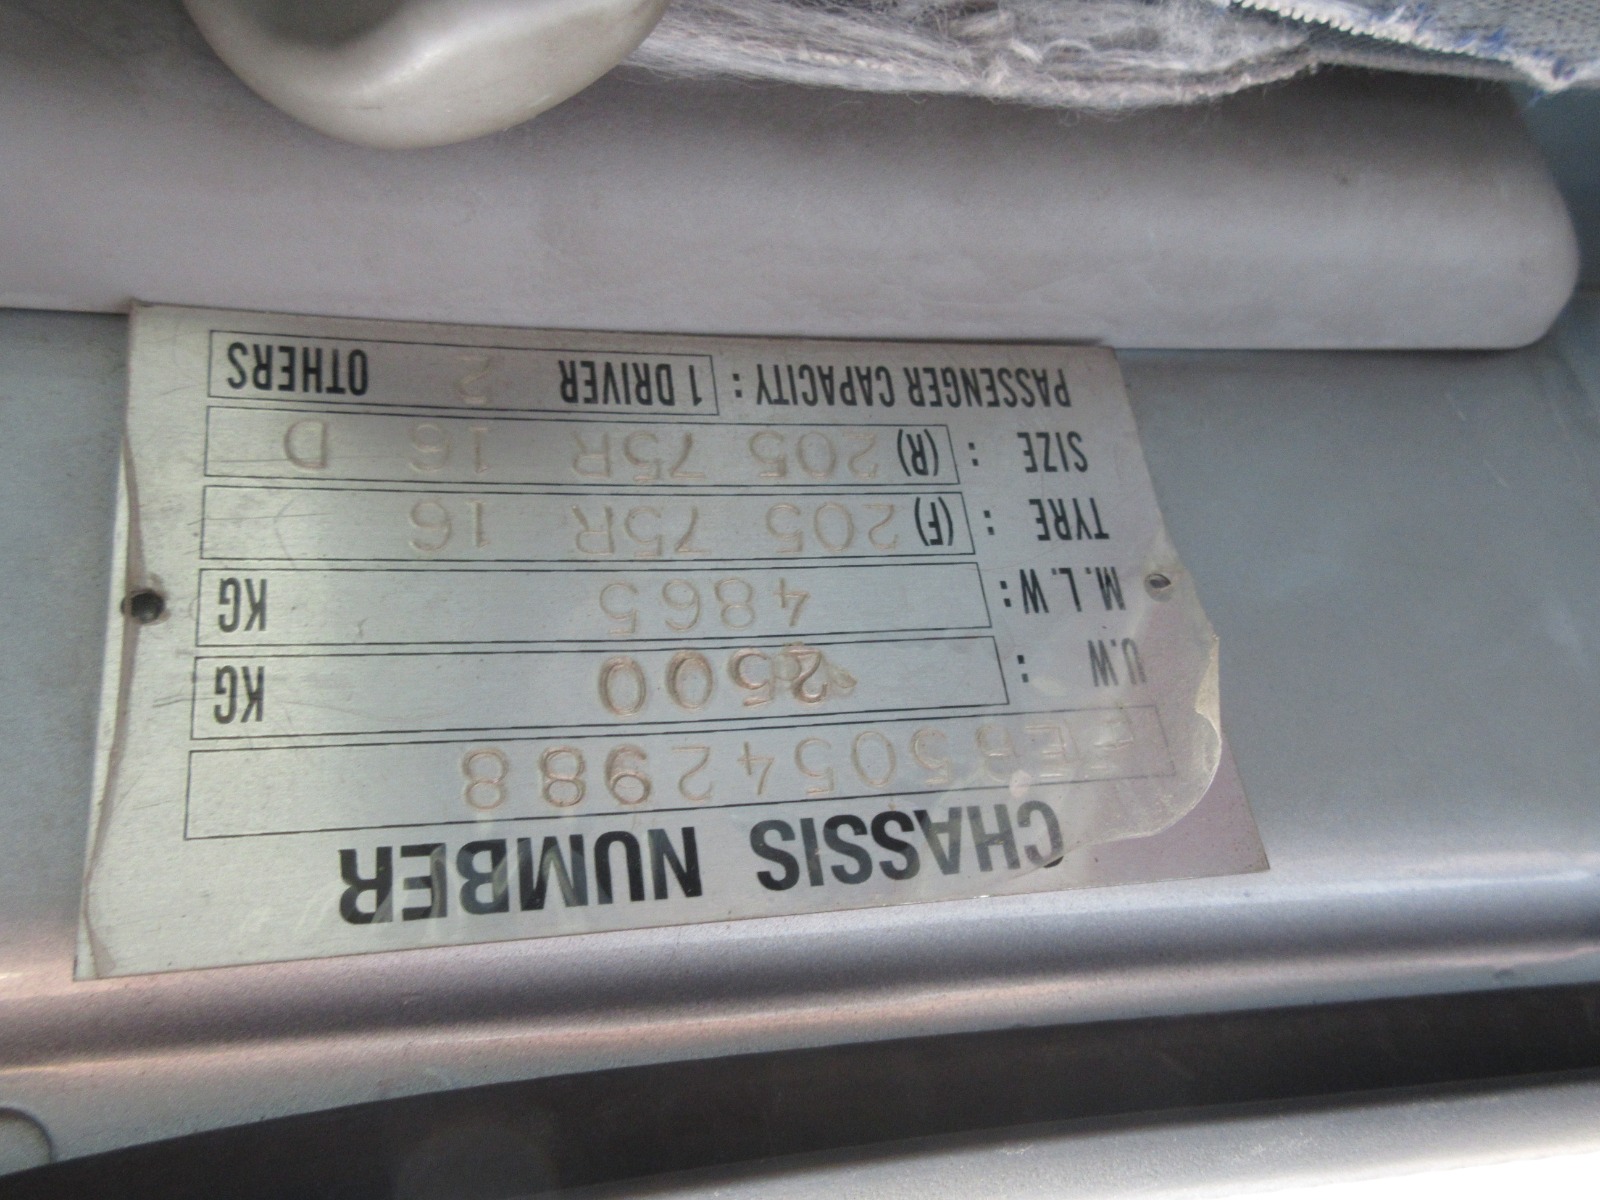 CHASSIS NUMBER
FEB50542988
U.W : 2500 KG
M.L.W : 4865 KG
TYRE : (F) 205 75R 16
SIZE : (R) 205 75R 16 D
PASSENGER CAPACITY : 1 DRIVER 2 OTHERS